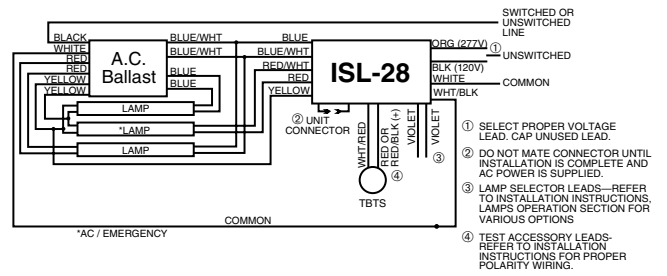 SWITCHED OR
UNSWITCHED
LINE
BLACK
WHITE
RED
RED
YELLOW
YELLOW
A.C.
Ballast
BLUE/WHT
BLUE/WHT
BLUE
BLUE
BLUE
BLUE/WHT
RED/WHT
RED
YELLOW
ISL-28
ORG (277V)
①
UNSWITCHED
BLK (120V)
WHITE
COMMON
WHT/BLK
LAMP
*LAMP
LAMP
② UNIT
CONNECTOR
WHT/RED
RED OR
RED/BLK (+)
VIOLET
VIOLET
③
④
TBTS
COMMON
*AC / EMERGENCY
① SELECT PROPER VOLTAGE
LEAD. CAP UNUSED LEAD.
② DO NOT MATE CONNECTOR UNTIL
INSTALLATION IS COMPLETE AND
AC POWER IS SUPPLIED.
③ LAMP SELECTOR LEADS—REFER
TO INSTALLATION INSTRUCTIONS,
LAMPS OPERATION SECTION FOR
VARIOUS OPTIONS
④ TEST ACCESSORY LEADS-
REFER TO INSTALLATION
INSTRUCTIONS FOR PROPER
POLARITY WIRING.